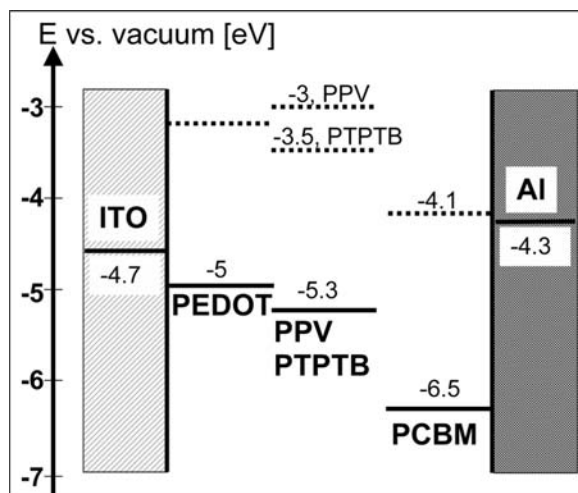 E vs. vacuum [eV]
-3
-3, PPV
-3.5, PTPTB
-4
-4.1
Al
ITO
-4.3
-4.7
-5
-5
-5.3
PEDOT
PPV
PTPTB
-6
-6.5
PCBM
-7